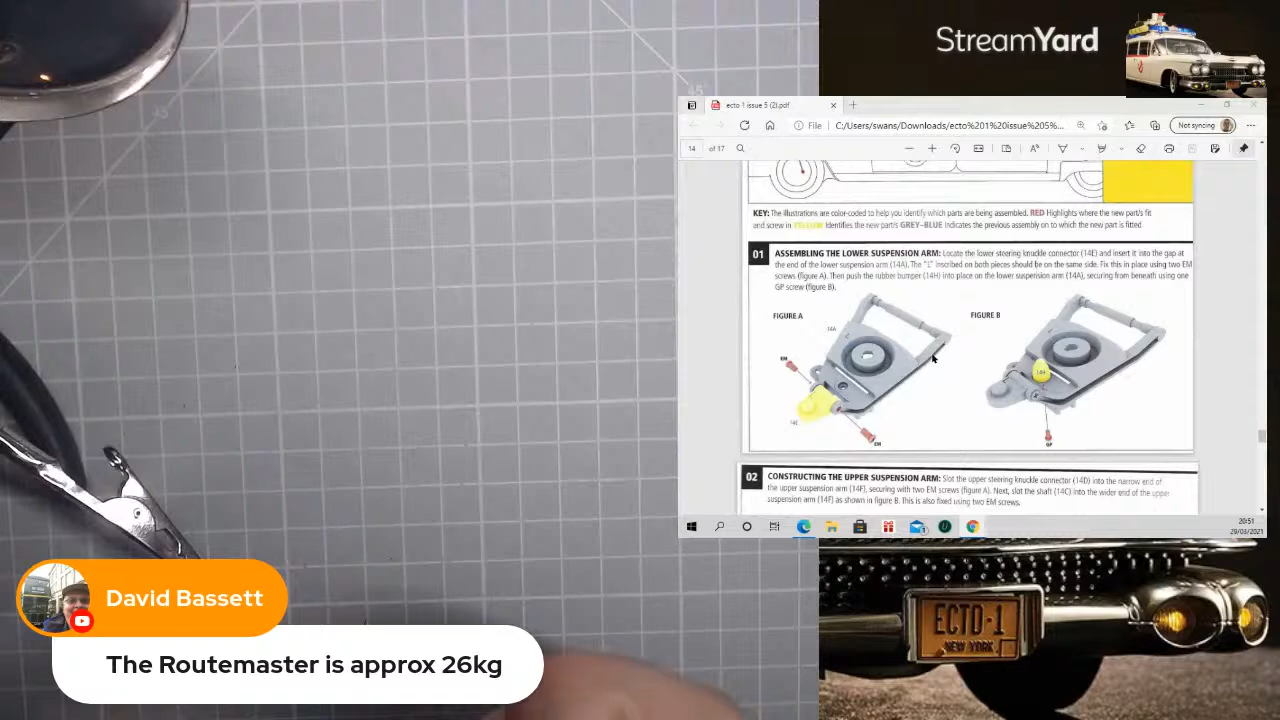 StreamYard
ecto 1 issue 5 (2).pdf
File
C:/Users/swans/Downloads/ecto%201%20issue%205%...
Not syncing
14 of 17
KEY: The illustrations are color-coded to help you identify which parts are being assembled. RED Highlights where the new part/s fit
and screw in YELLOW Identifies the new part/s GREY-BLUE Indicates the previous assembly on to which the new part is fitted
01 ASSEMBLING THE LOWER SUSPENSION ARM: Locate the lower steering knuckle connector (14E) and insert it into the gap at
the end of the lower suspension arm (14A). The "L" inscribed on both pieces should be on the same side. Fix this in place using two EM
screws (figure A). Then push the rubber bumper (14H) into place on the lower suspension arm (14A), securing from beneath using one
GP screw (figure B).
FIGURE A
FIGURE B
14A
EM
14E
EM
14H
GP
02 CONSTRUCTING THE UPPER SUSPENSION ARM: Slot the upper steering knuckle connector (14D) into the narrow end of
the upper suspension arm (14F), securing with two EM screws (figure A). Next, slot the shaft (14C) into the wider end of the upper
suspension arm (14F) as shown in figure B. This is also fixed using two EM screws.
20:51
29/03/2021
45
45
David Bassett
The Routemaster is approx 26kg
ECTO-1
NEW YORK